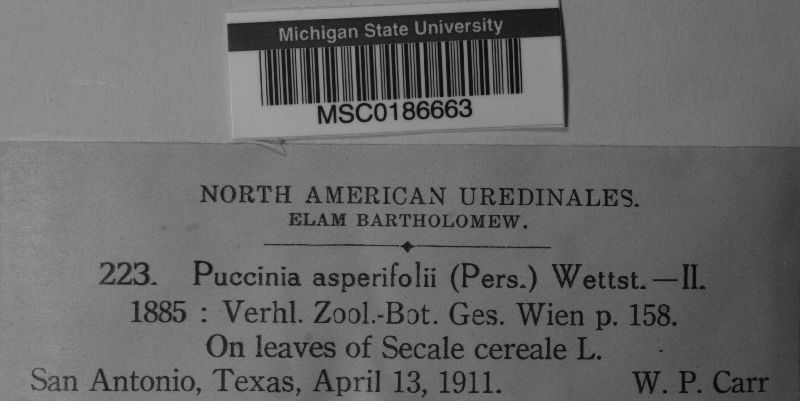 Michigan State University
MSC0186663
NORTH AMERICAN UREDINALES.
ELAM BARTHOLOMEW.
223. Puccinia asperifolii (Pers.) Wettst.—II.
1885 : Verhl. Zool.-Bot. Ges. Wien p. 158.
On leaves of Secale cereale L.
San Antonio, Texas, April 13, 1911. W. P. Carr